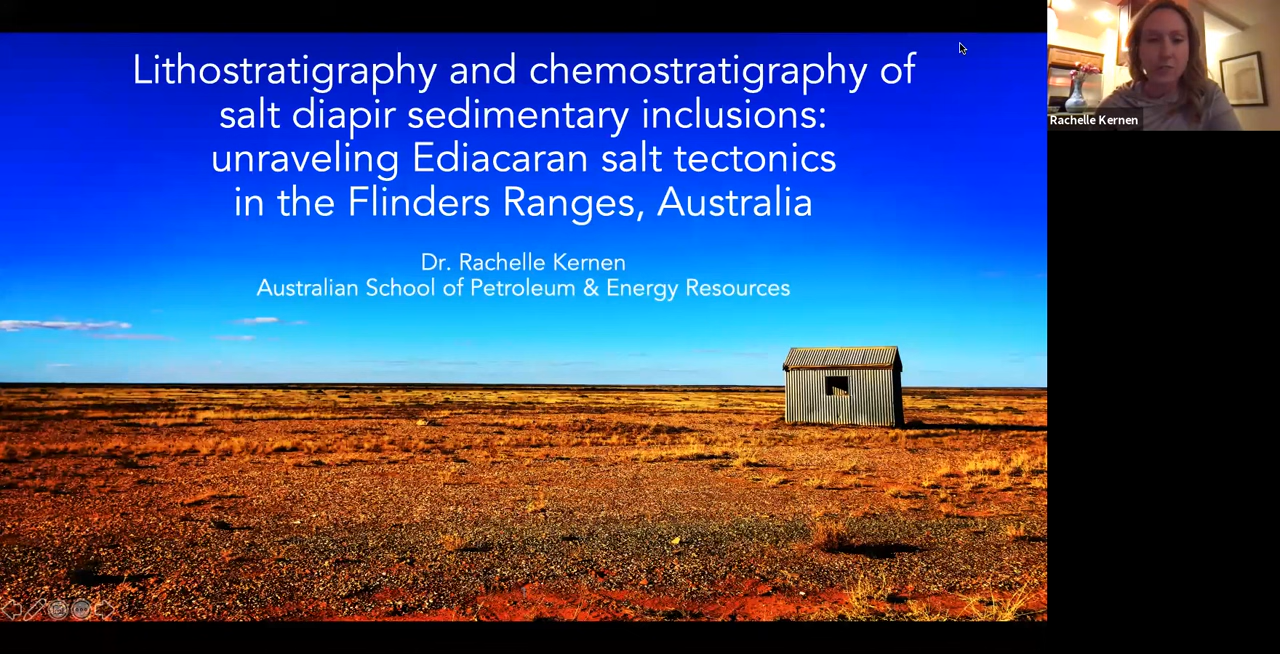 Lithostratigraphy and chemostratigraphy of
salt diapir sedimentary inclusions:
unraveling Ediacaran salt tectonics
in the Flinders Ranges, Australia
Dr. Rachelle Kernen
Australian School of Petroleum & Energy Resources
Rachelle Kernen